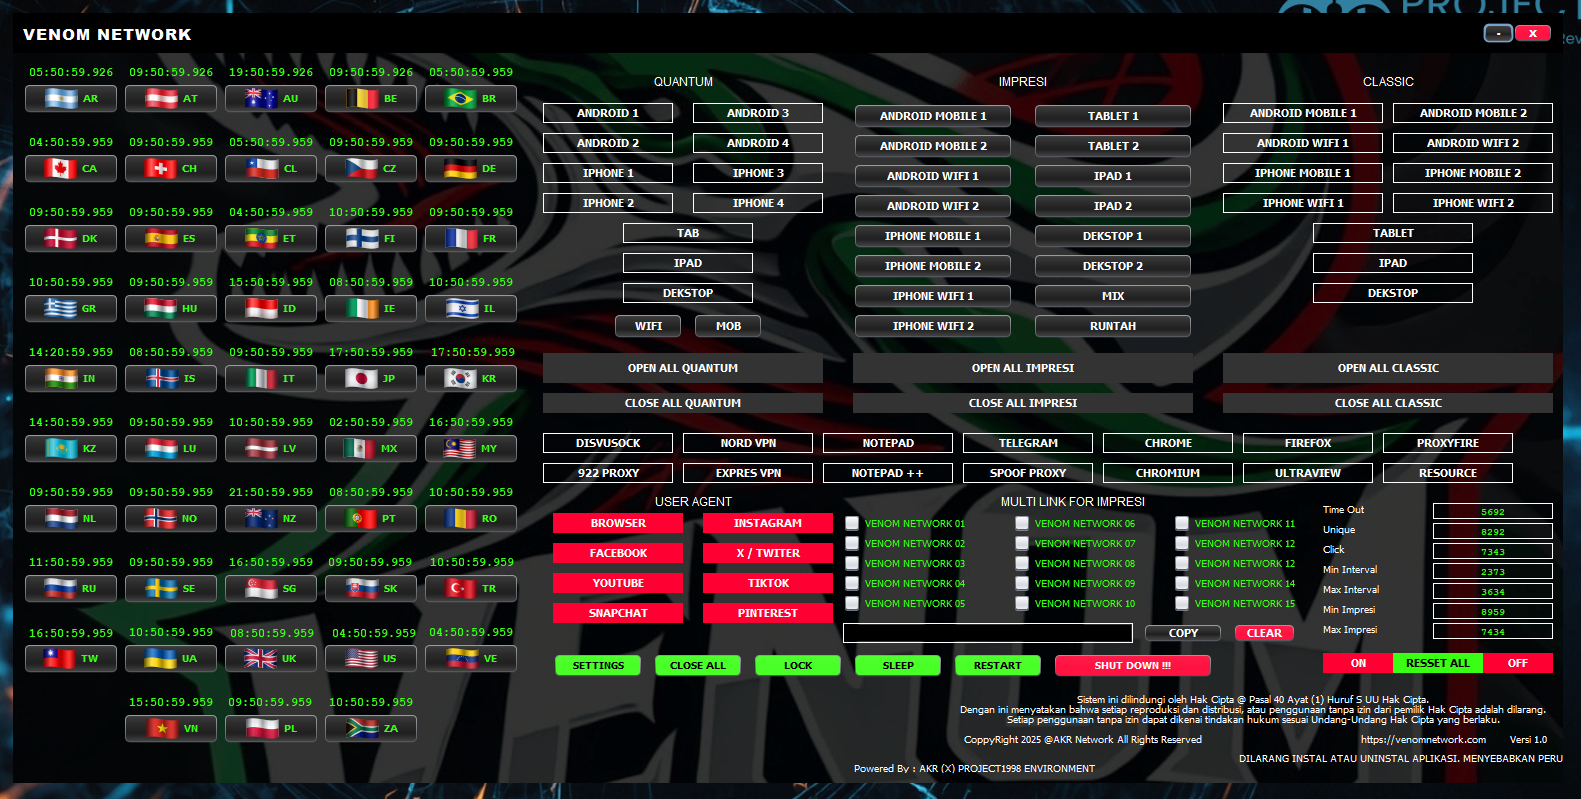 PROJEC
Rev
VENOM NETWORK
-
X
05:50:59.926 09:50:59.926 19:50:59.926 09:50:59.926 05:50:59.959
AR AT AU BE BR
04:50:59.959 09:50:59.959 05:50:59.959 09:50:59.959 09:50:59.959
CA CH CL CZ DE
09:50:59.959 09:50:59.959 04:50:59.959 10:50:59.959 09:50:59.959
DK ES ET FI FR
10:50:59.959 09:50:59.959 15:50:59.959 08:50:59.959 10:50:59.959
GR HU ID IE IL
14:20:59.959 08:50:59.959 09:50:59.959 17:50:59.959 17:50:59.959
IN IS IT JP KR
14:50:59.959 09:50:59.959 10:50:59.959 02:50:59.959 16:50:59.959
KZ LU LV MX MY
09:50:59.959 09:50:59.959 21:50:59.959 08:50:59.959 10:50:59.959
NL NO NZ PT RO
11:50:59.959 09:50:59.959 16:50:59.959 09:50:59.959 10:50:59.959
RU SE SG SK TR
16:50:59.959 10:50:59.959 08:50:59.959 04:50:59.959 04:50:59.959
TW UA UK US VE
15:50:59.959 09:50:59.959 10:50:59.959
VN PL ZA
QUANTUM
ANDROID 1 ANDROID 3
ANDROID 2 ANDROID 4
IPHONE 1 IPHONE 3
IPHONE 2 IPHONE 4
TAB
IPAD
DEKSTOP
WIFI MOB
OPEN ALL QUANTUM
CLOSE ALL QUANTUM
IMPRESI
ANDROID MOBILE 1 TABLET 1
ANDROID MOBILE 2 TABLET 2
ANDROID WIFI 1 IPAD 1
ANDROID WIFI 2 IPAD 2
IPHONE MOBILE 1 DEKSTOP 1
IPHONE MOBILE 2 DEKSTOP 2
IPHONE WIFI 1 MIX
IPHONE WIFI 2 RUNTAH
OPEN ALL IMPRESI
CLOSE ALL IMPRESI
CLASSIC
ANDROID MOBILE 1 ANDROID MOBILE 2
ANDROID WIFI 1 ANDROID WIFI 2
IPHONE MOBILE 1 IPHONE MOBILE 2
IPHONE WIFI 1 IPHONE WIFI 2
TABLET
IPAD
DEKSTOP
OPEN ALL CLASSIC
CLOSE ALL CLASSIC
DISVUSOCK NORD VPN NOTEPAD TELEGRAM CHROME FIREFOX PROXYFIRE
922 PROXY EXPRES VPN NOTEPAD ++ SPOOF PROXY CHROMIUM ULTRAVIEW RESOURCE
USER AGENT
BROWSER INSTAGRAM
FACEBOOK X / TWITER
YOUTUBE TIKTOK
SNAPCHAT PINTEREST
MULTI LINK FOR IMPRESI
VENOM NETWORK 01 VENOM NETWORK 06 VENOM NETWORK 11
VENOM NETWORK 02 VENOM NETWORK 07 VENOM NETWORK 12
VENOM NETWORK 03 VENOM NETWORK 08 VENOM NETWORK 12
VENOM NETWORK 04 VENOM NETWORK 09 VENOM NETWORK 14
VENOM NETWORK 05 VENOM NETWORK 10 VENOM NETWORK 15
COPY CLEAR
Time Out 5692
Unique 8292
Click 7343
Min Interval 2373
Max Interval 3634
Min Impresi 8959
Max Impresi 7434
ON RESSET ALL OFF
SETTINGS CLOSE ALL LOCK SLEEP RESTART SHUT DOWN !!!
Sistem ini dilindungi oleh Hak Cipta @ Pasal 40 Ayat (1) Huruf S UU Hak Cipta.
Dengan ini menyatakan bahwa setiap reproduksi dan distribusi, atau penggunaan tanpa izin dari pemilik Hak Cipta adalah dilarang.
Setiap penggunaan tanpa izin dapat dikenai tindakan hukum sesuai Undang-Undang Hak Cipta yang berlaku.
CoppyRight 2025 @AKR Network All Rights Reserved https://venomnetwork.com Versi 1.0
DILARANG INSTAL ATAU UNINSTAL APLIKASI. MENYEBABKAN PERU
Powered By : AKR (X) PROJECT1998 ENVIRONMENT
VENOM